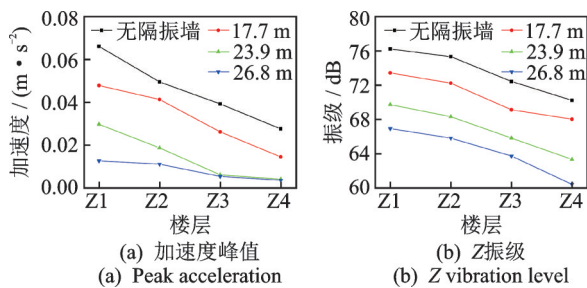 加速度 / (m·s⁻²)
0.08
0.06
0.04
0.02
0.00
无隔振墙
17.7 m
23.9 m
26.8 m
Z1 Z2 Z3 Z4
楼层
(a) 加速度峰值
(a) Peak acceleration
振级 / dB
80
76
72
68
64
60
无隔振墙
17.7 m
23.9 m
26.8 m
Z1 Z2 Z3 Z4
楼层
(b) Z振级
(b) Z vibration level